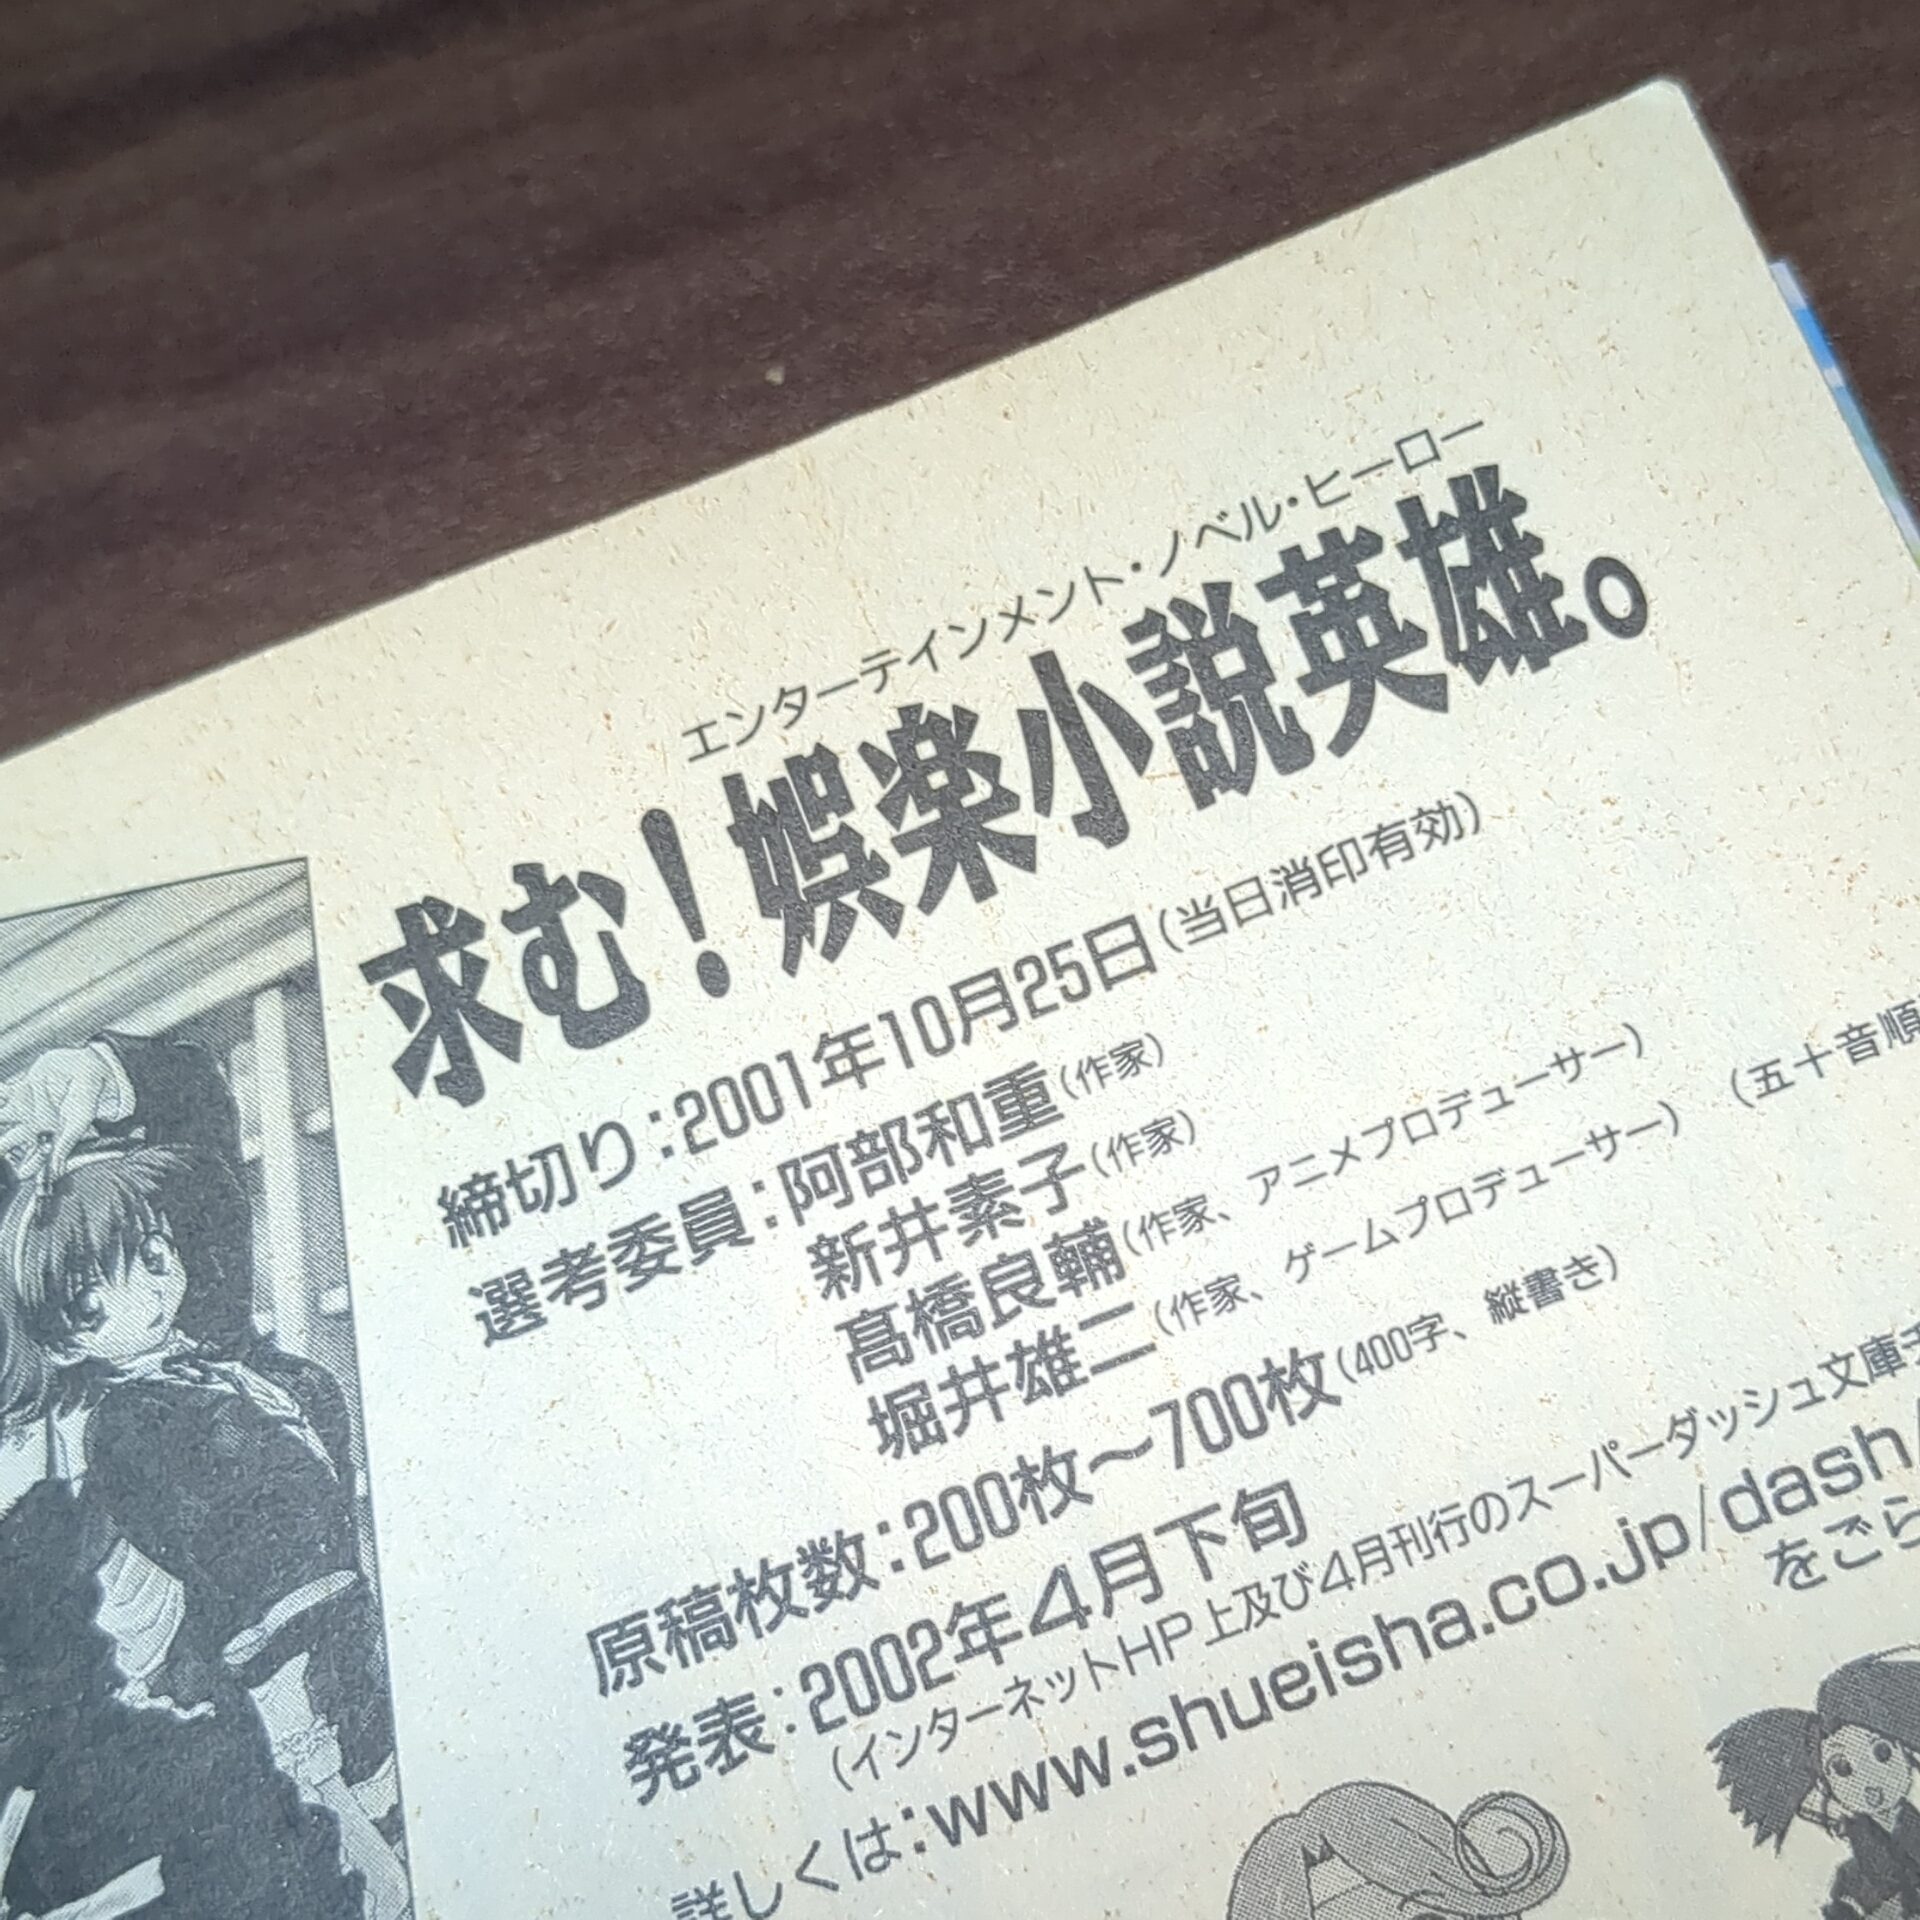 エンターテインメント・ノベル・ヒーロー
求む!娯楽小説英雄。
締切り:2001年10月25日(当日消印有効)
選考委員:阿部和重(作家)
新井素子(作家)
髙橋良輔(作家、アニメプロデューサー)
堀井雄二(作家、ゲームプロデューサー) (五十音順
原稿枚数:200枚〜700枚(400字、縦書き)
発表:2002年4月下旬
(インターネットHP上及び4月刊行のスーパーダッシュ文庫チ
詳しくは:www.shueisha.co.jp/dash/
をごら